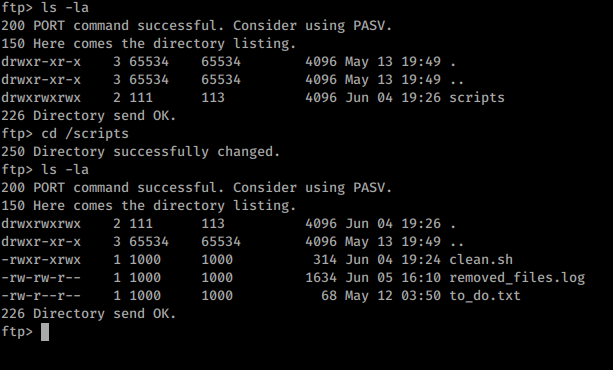 ftp> ls -la
200 PORT command successful. Consider using PASV.
150 Here comes the directory listing.
drwxr-xr-x    3 65534    65534        4096 May 13 19:49 .
drwxr-xr-x    3 65534    65534        4096 May 13 19:49 ..
drwxrwxrwx    2 111      113          4096 Jun 04 19:26 scripts
226 Directory send OK.
ftp> cd /scripts
250 Directory successfully changed.
ftp> ls -la
200 PORT command successful. Consider using PASV.
150 Here comes the directory listing.
drwxrwxrwx    2 111      113          4096 Jun 04 19:26 .
drwxr-xr-x    3 65534    65534        4096 May 13 19:49 ..
-rwxr-xrwx    1 1000     1000          314 Jun 04 19:24 clean.sh
-rw-rw-r--    1 1000     1000         1634 Jun 05 16:10 removed_files.log
-rw-r--r--    1 1000     1000           68 May 12 03:50 to_do.txt
226 Directory send OK.
ftp>